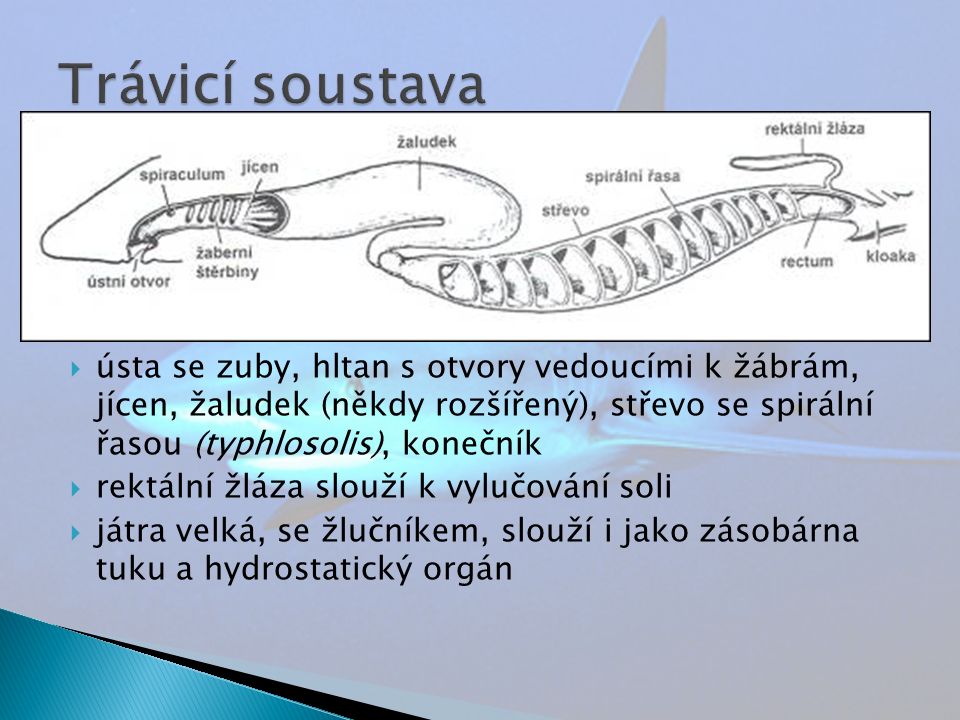 Trávicí soustava
rektální žláza
žaludek
jícen
spiraculum
spirální řasa
střevo
žaberní
štěrbiny
kloaka
rectum
ústní otvor
ústa se zuby, hltan s otvory vedoucími k žábrám,
jícen, žaludek (někdy rozšířený), střevo se spirální
řasou (typhlosolis), konečník
rektální žláza slouží k vylučování soli
játra velká, se žlučníkem, slouží i jako zásobárna
tuku a hydrostatický orgán